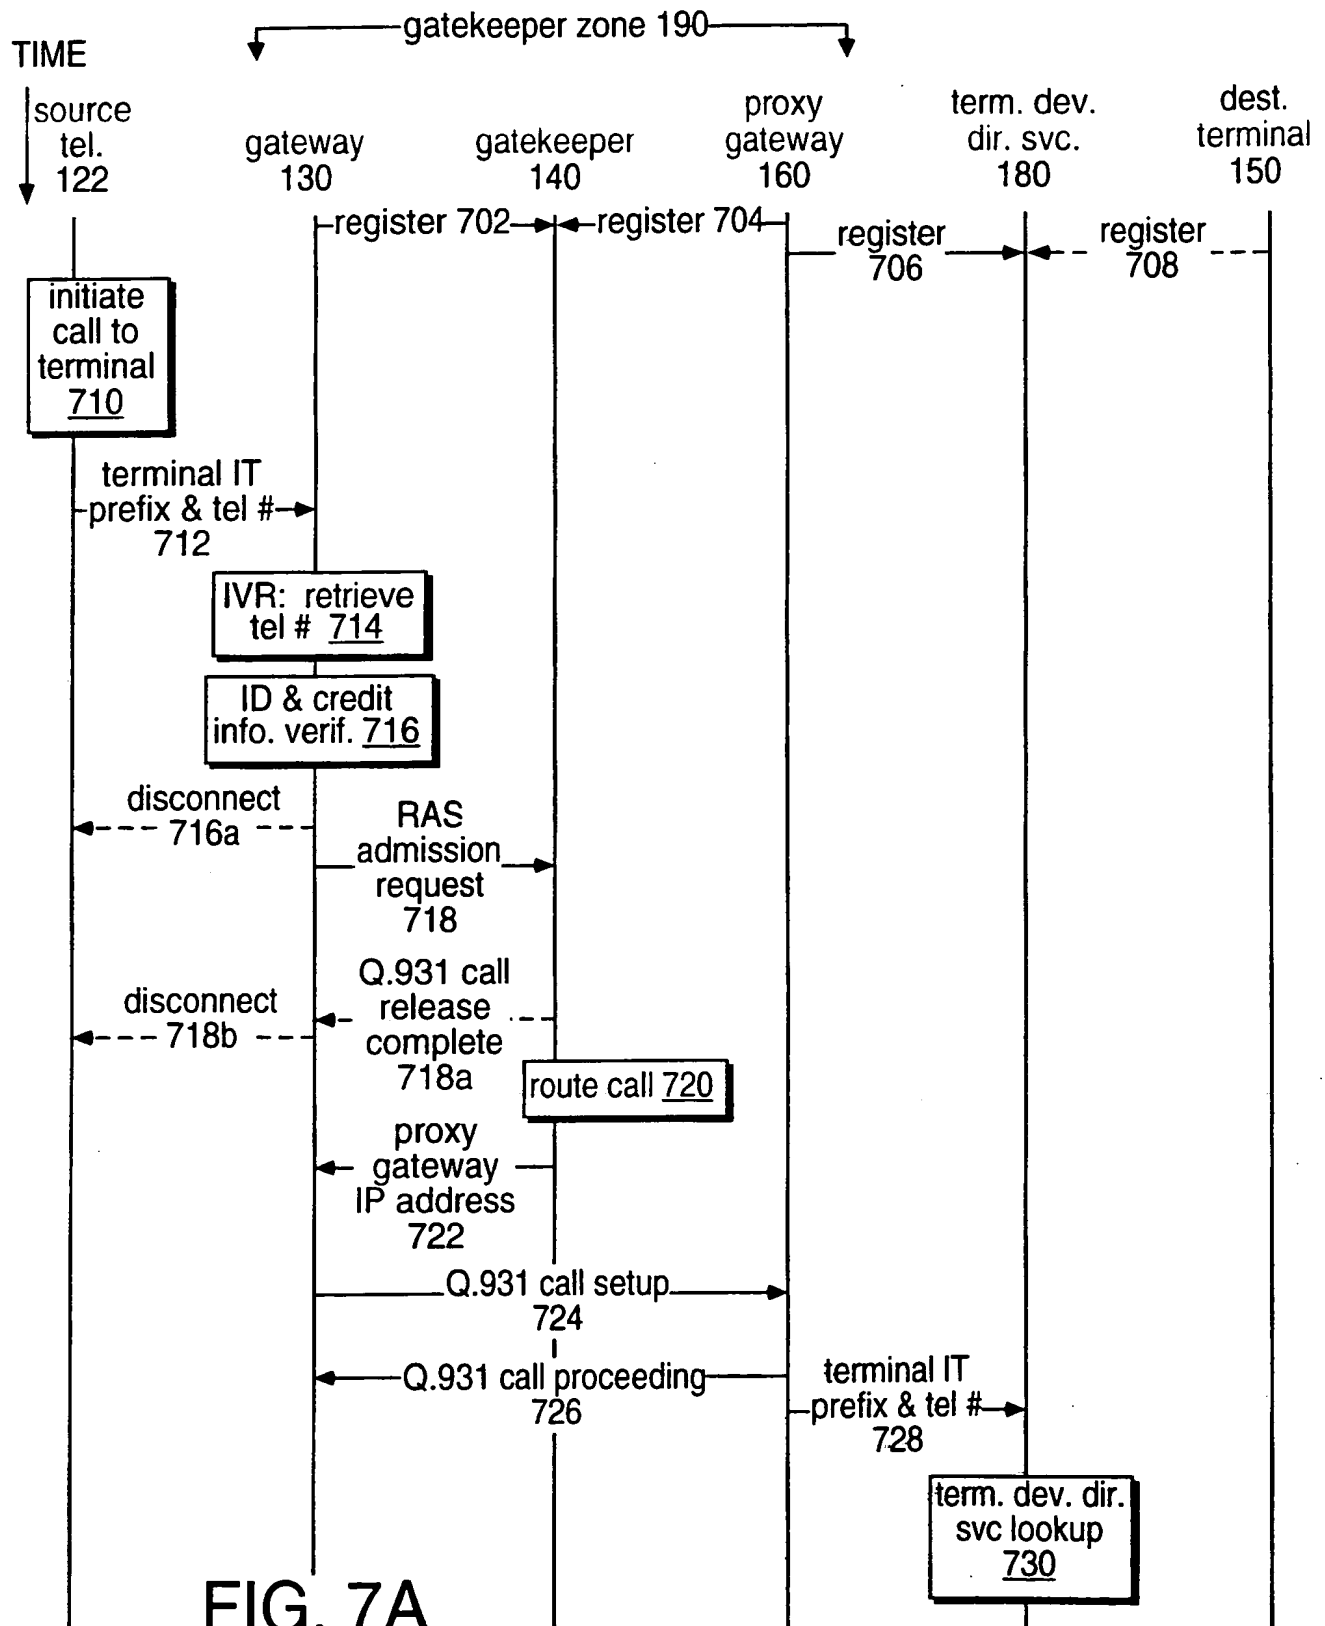 gatekeeper zone 190
TIME
source
tel.
122
gateway
130
gatekeeper
140
proxy
gateway
160
term. dev.
dir. svc.
180
dest.
terminal
150
register 702
register 704
register
706
register
708
initiate
call to
terminal
710
terminal IT
prefix & tel #
712
IVR: retrieve
tel # 714
ID & credit
info. verif. 716
disconnect
716a
RAS
admission
request
718
Q.931 call
release
complete
718a
disconnect
718b
route call 720
proxy
gateway
IP address
722
Q.931 call setup
724
Q.931 call proceeding
726
terminal IT
prefix & tel #
728
term. dev. dir.
svc lookup
730
FIG. 7A